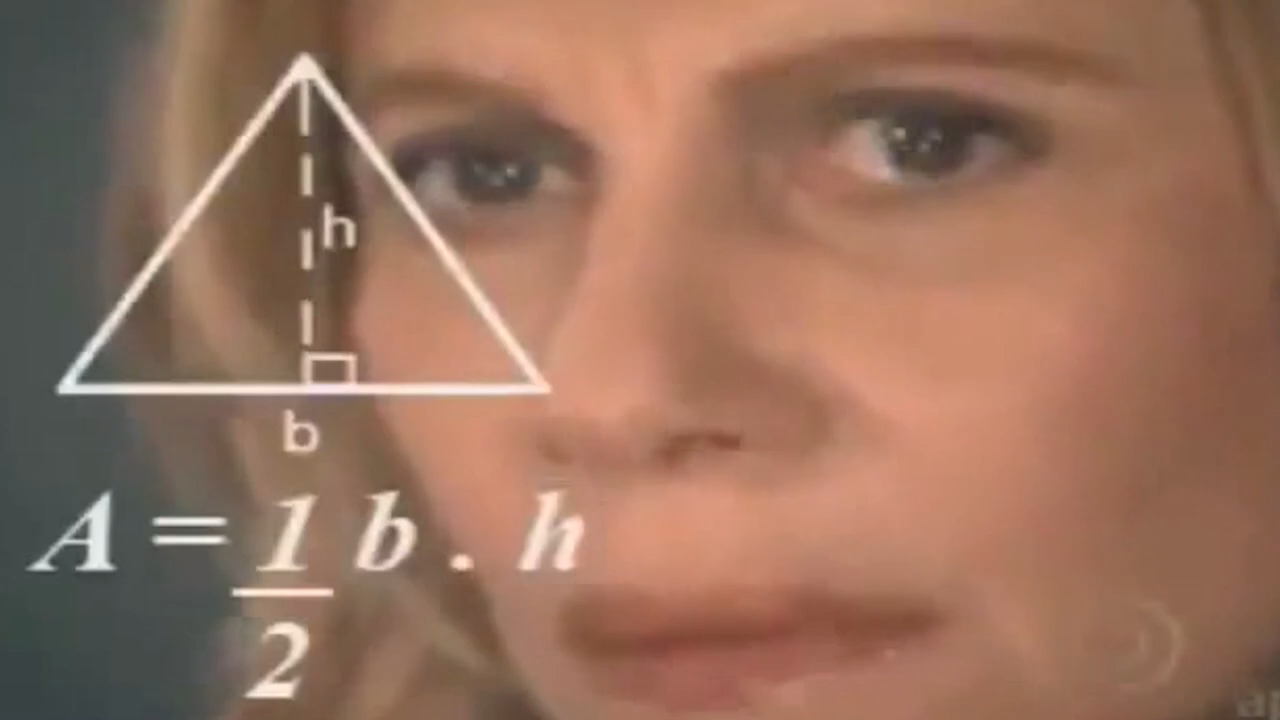 h
b
A = 1/2 b . h